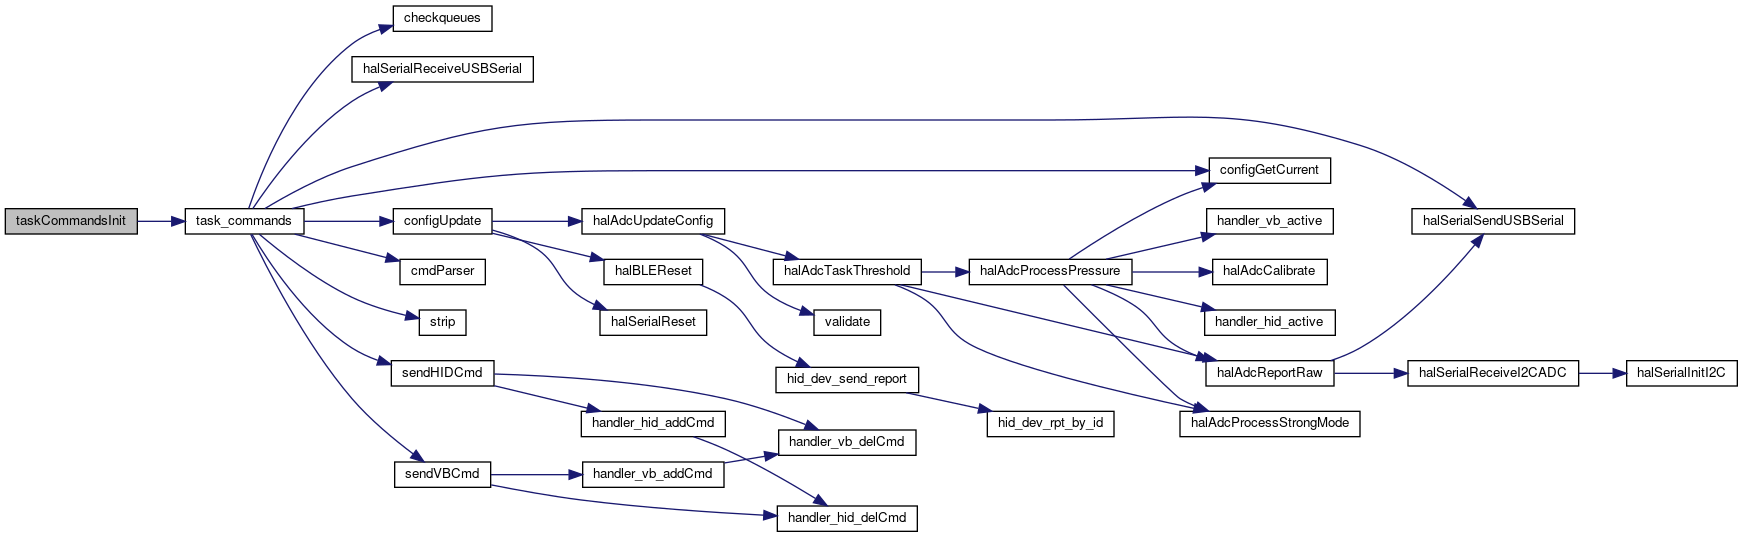 checkqueues
halSerialReceiveUSBSerial
configGetCurrent
taskCommandsInit
task_commands
configUpdate
halAdcUpdateConfig
handler_vb_active
halSerialSendUSBSerial
cmdParser
halBLEReset
halAdcTaskThreshold
halAdcProcessPressure
halAdcCalibrate
strip
halSerialReset
validate
handler_hid_active
sendHIDCmd
hid_dev_send_report
halAdcReportRaw
halSerialReceiveI2CADC
halSerialInitI2C
handler_hid_addCmd
hid_dev_rpt_by_id
halAdcProcessStrongMode
handler_vb_delCmd
sendVBCmd
handler_vb_addCmd
handler_hid_delCmd